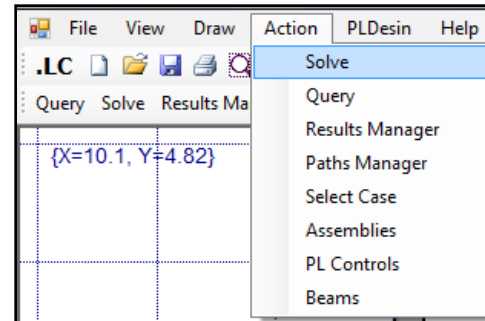 File View Draw Action PLDesin Help
.LC
Solve
Query Solve Results Ma
Query
Results Manager
{X=10.1, Y=4.82}
Paths Manager
Select Case
Assemblies
PL Controls
Beams